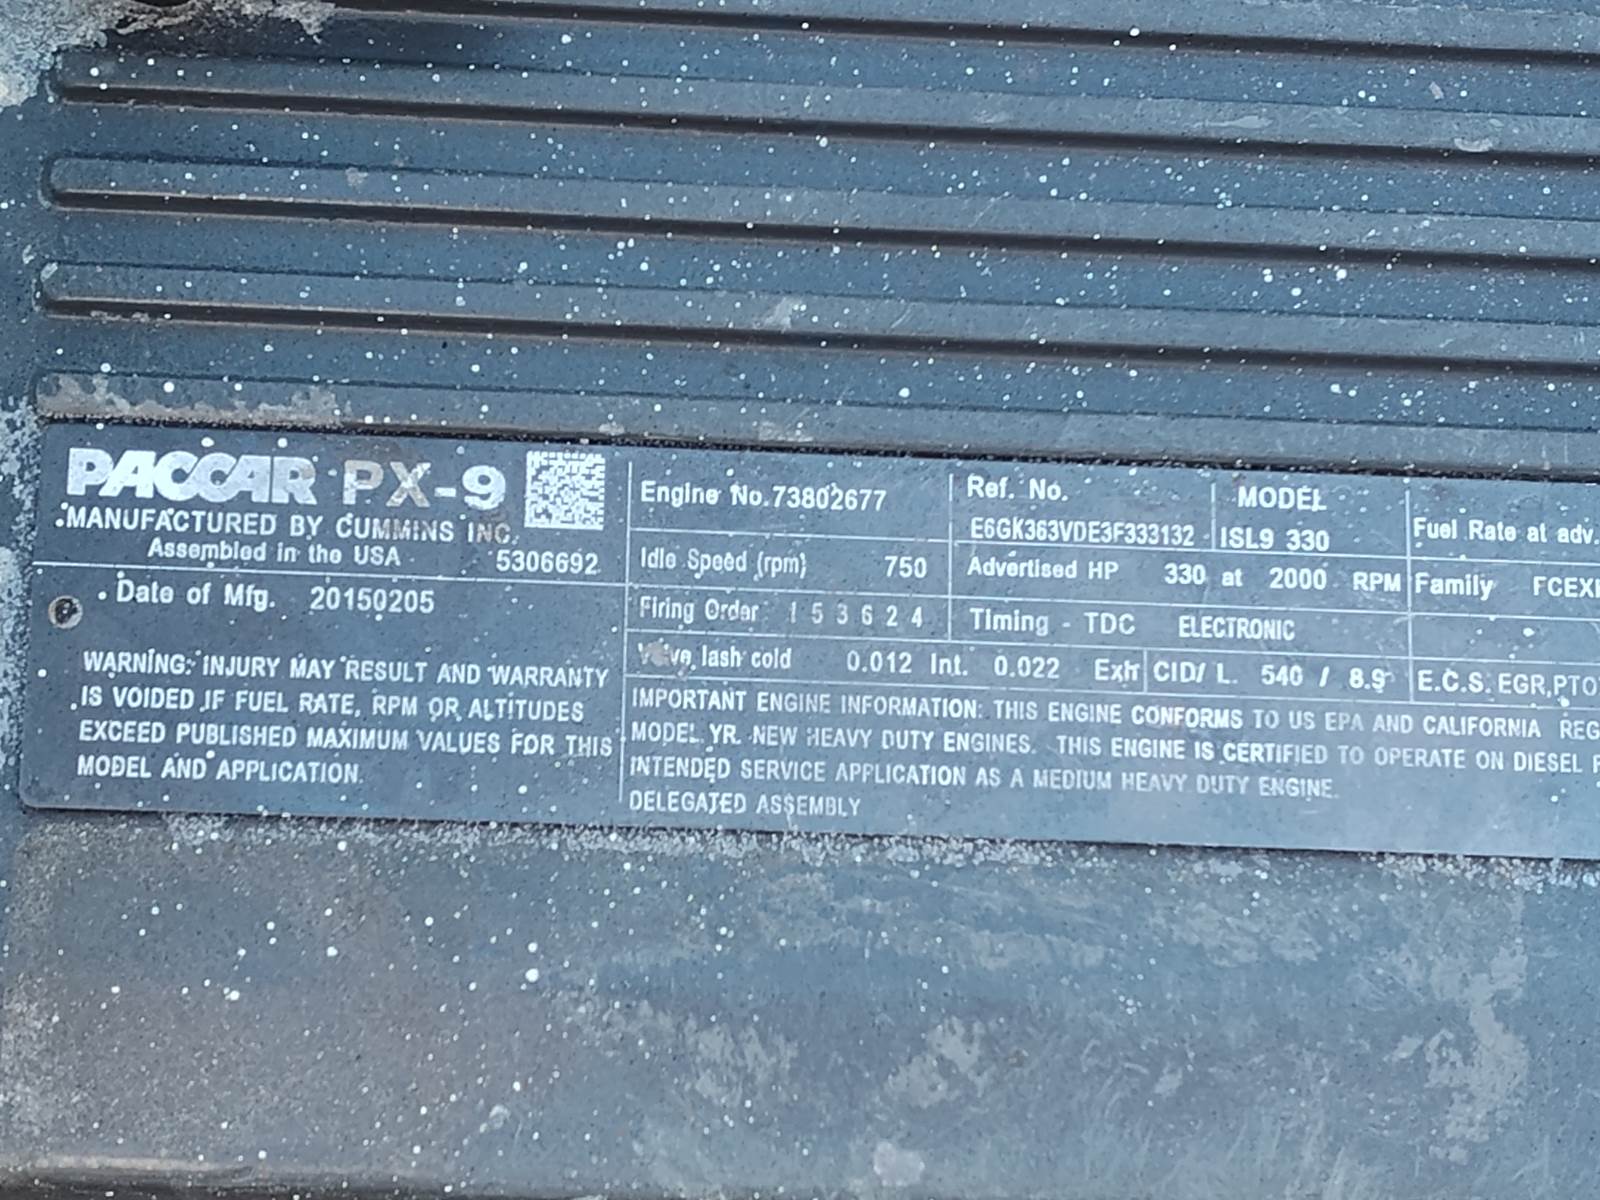 PACCAR PX-9
MANUFACTURED BY CUMMINS INC.
Assembled in the USA 5306692
Date of Mfg. 20150205
WARNING: INJURY MAY RESULT AND WARRANTY
IS VOIDED IF FUEL RATE, RPM OR ALTITUDES
EXCEED PUBLISHED MAXIMUM VALUES FOR THIS
MODEL AND APPLICATION.
Engine No.73802677
Idle Speed (rpm) 750
Firing Order 1 5 3 6 2 4
Ref. No.
E6GK363VDE3F333132
MODEL
ISL9 330
Advertised HP 330 at 2000 RPM
Timing - TDC ELECTRONIC
Valve lash cold 0.012 Int. 0.022 Exh
CID/ L. 540 / 8.9
Fuel Rate at adv.
Family FCEX
E.C.S. EGR,PTO
IMPORTANT ENGINE INFORMATION: THIS ENGINE CONFORMS TO US EPA AND CALIFORNIA REG
MODEL YR. NEW HEAVY DUTY ENGINES. THIS ENGINE IS CERTIFIED TO OPERATE ON DIESEL
INTENDED SERVICE APPLICATION AS A MEDIUM HEAVY DUTY ENGINE.
DELEGATED ASSEMBLY